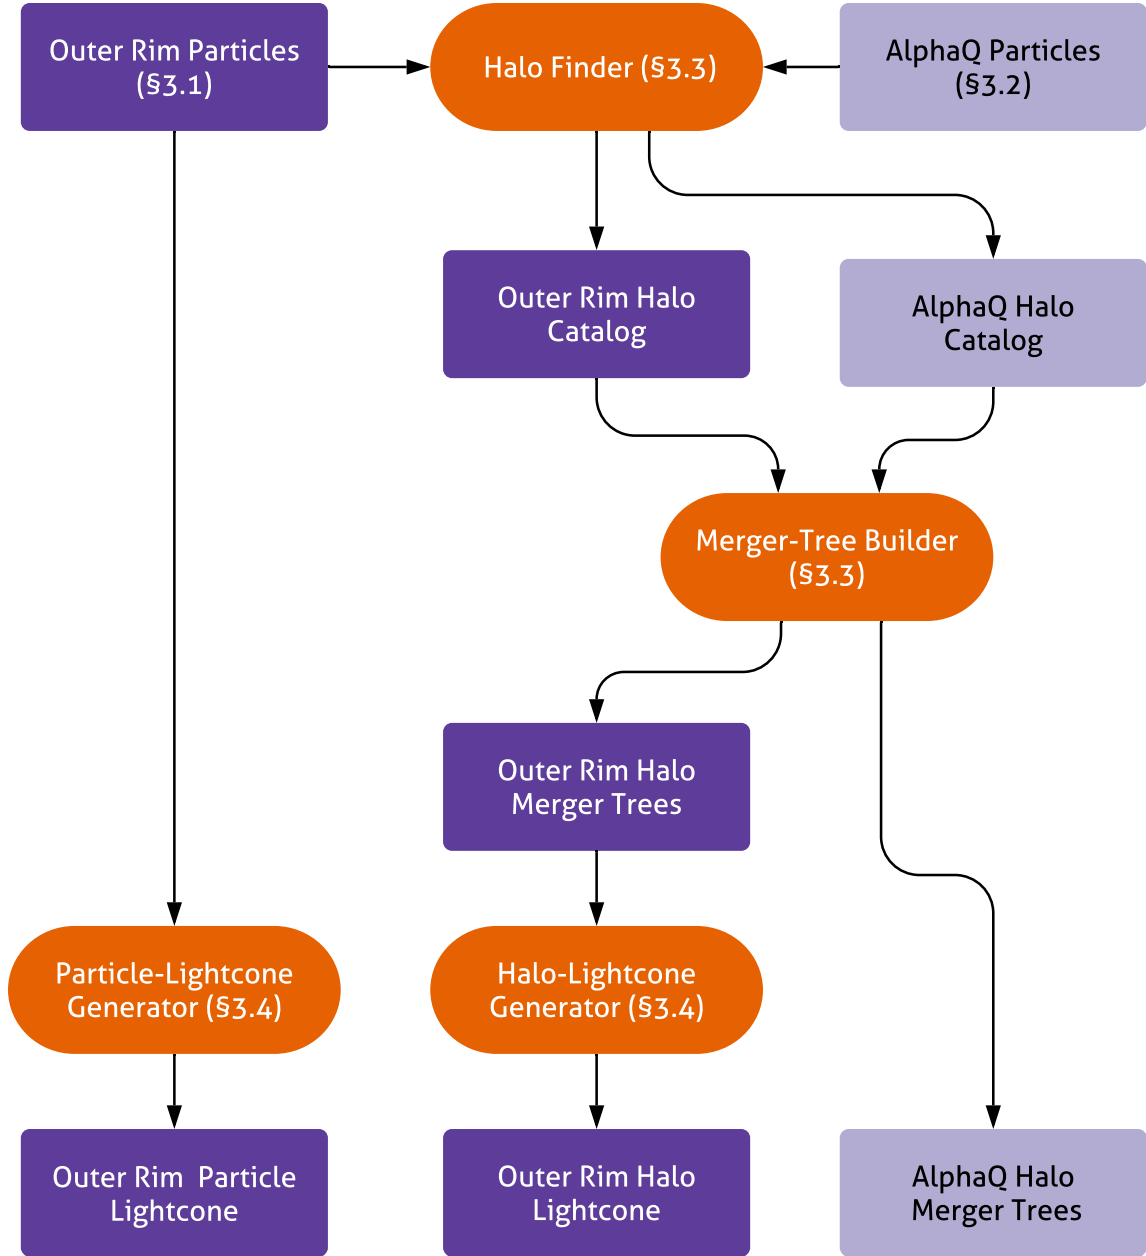 Outer Rim Particles
(§3.1)
Halo Finder (§3.3)
AlphaQ Particles
(§3.2)
Outer Rim Halo
Catalog
AlphaQ Halo
Catalog
Merger-Tree Builder
(§3.3)
Outer Rim Halo
Merger Trees
Particle-Lightcone
Generator (§3.4)
Halo-Lightcone
Generator (§3.4)
Outer Rim  Particle
Lightcone
Outer Rim Halo
Lightcone
AlphaQ Halo
Merger Trees